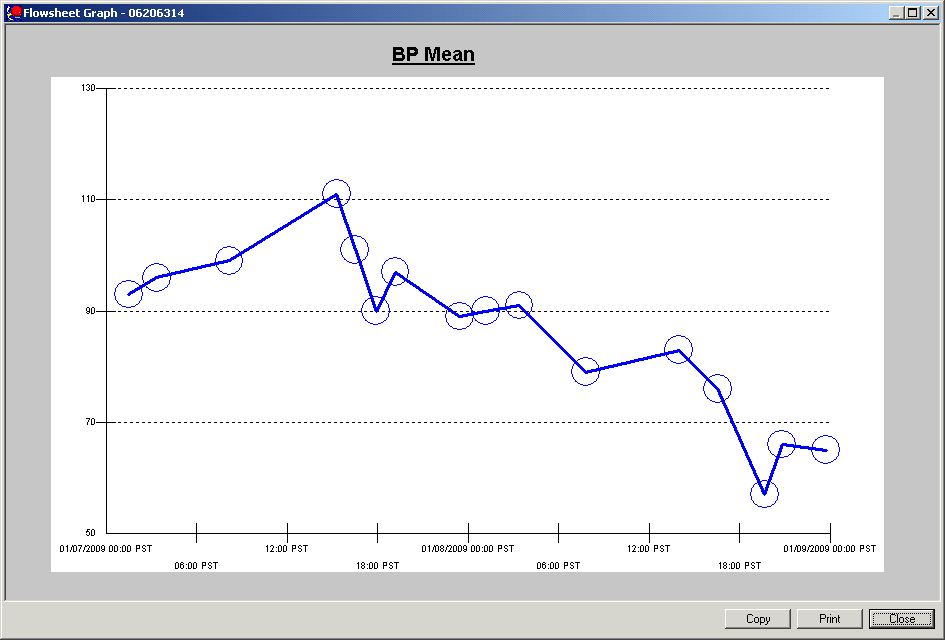 Flowsheet Graph - 06206314
BP Mean
130
110
90
70
50
01/07/2009 00:00 PST 12:00 PST 01/08/2009 00:00 PST 12:00 PST 01/09/2009 00:00 PST
06:00 PST 18:00 PST 06:00 PST 18:00 PST
Copy Print Close